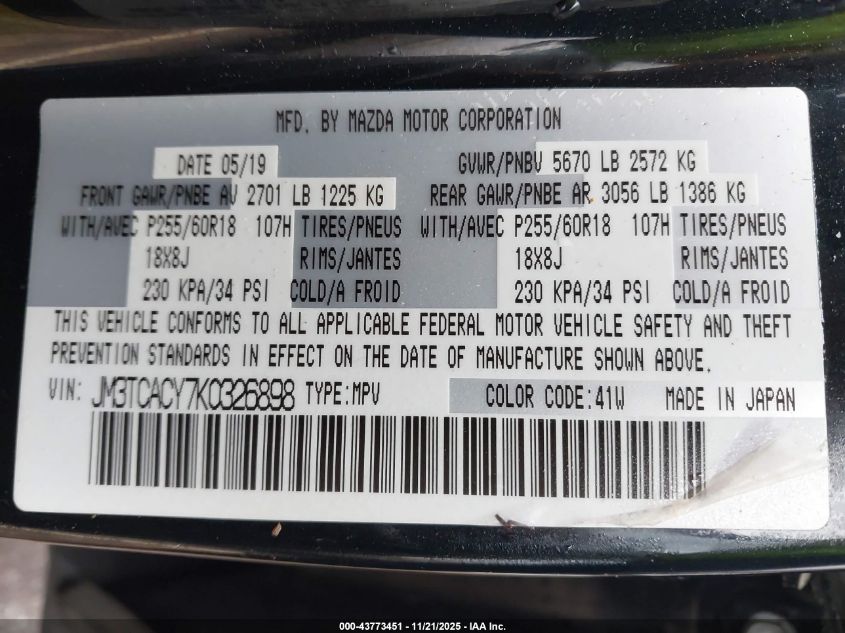 MFD. BY MAZDA MOTOR CORPORATION
DATE 05/19 GVWR/PNBV 5670 LB 2572 KG
FRONT GAWR/PNBE AV 2701 LB 1225 KG REAR GAWR/PNBE AR 3056 LB 1386 KG
WITH/AVEC P255/60R18 107H TIRES/PNEUS WITH/AVEC P255/60R18 107H TIRES/PNEUS
18X8J RIMS/JANTES 18X8J RIMS/JANTES
230 KPA/34 PSI COLD/A FROID 230 KPA/34 PSI COLD/A FROID
THIS VEHICLE CONFORMS TO ALL APPLICABLE FEDERAL MOTOR VEHICLE SAFETY AND THEFT
PREVENTION STANDARDS IN EFFECT ON THE DATE OF MANUFACTURE SHOWN ABOVE.
VIN: JM3TCACY7K0326898 TYPE:MPV COLOR CODE:41W MADE IN JAPAN
000-43773451 - 11/21/2025 - IAA Inc.